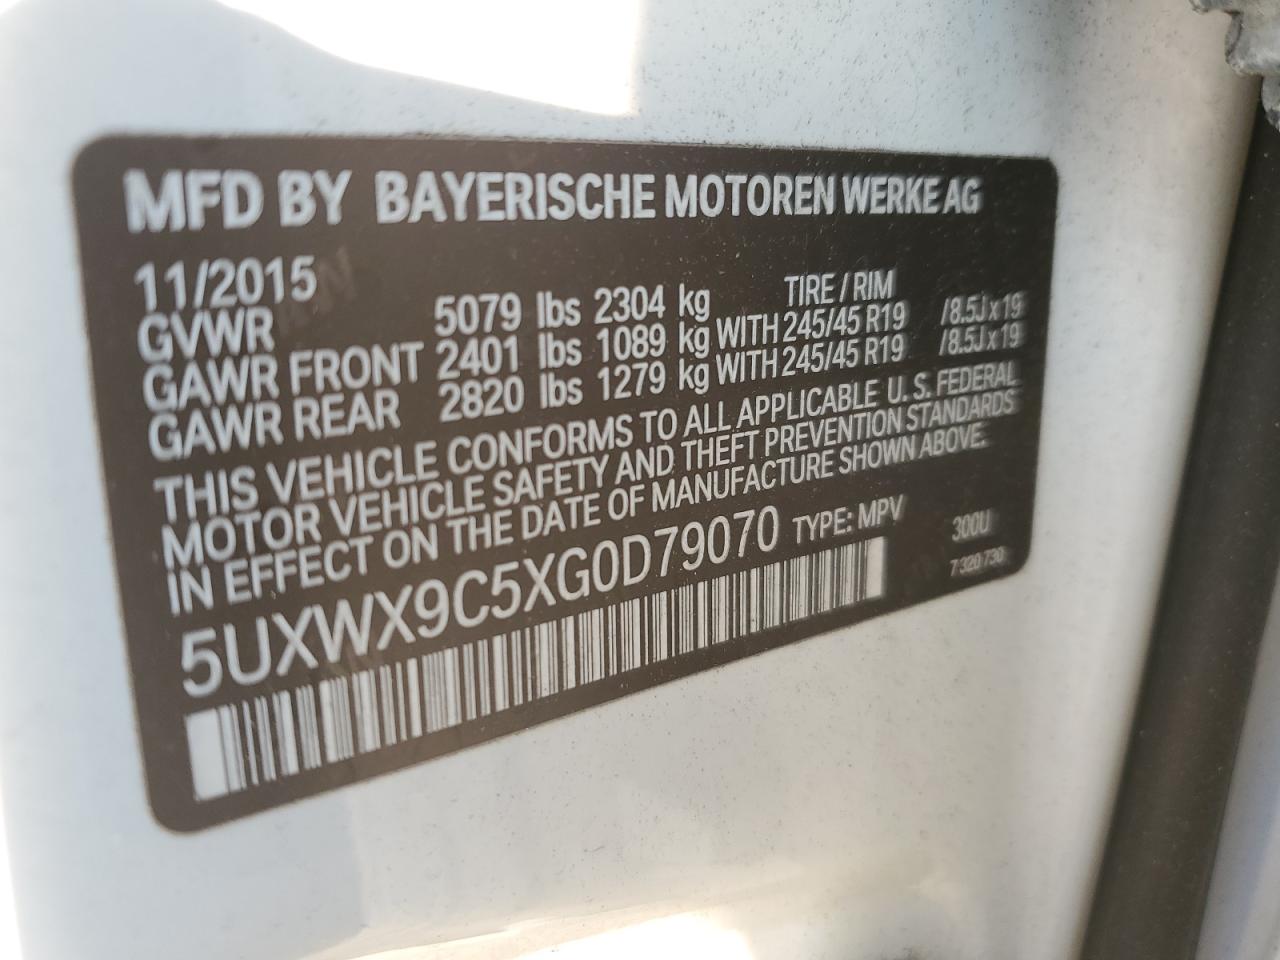 MFD BY BAYERISCHE MOTOREN WERKE AG
11/2015 TIRE / RIM
GVWR 5079 lbs 2304 kg
GAWR FRONT 2401 lbs 1089 kg WITH 245/45 R19 /8.5J x 19
GAWR REAR 2820 lbs 1279 kg WITH 245/45 R19 /8.5J x 19
THIS VEHICLE CONFORMS TO ALL APPLICABLE U.S. FEDERAL
MOTOR VEHICLE SAFETY AND THEFT PREVENTION STANDARDS
IN EFFECT ON THE DATE OF MANUFACTURE SHOWN ABOVE.
5UXWX9C5XG0D79070 TYPE: MPV 300U
7 320 730